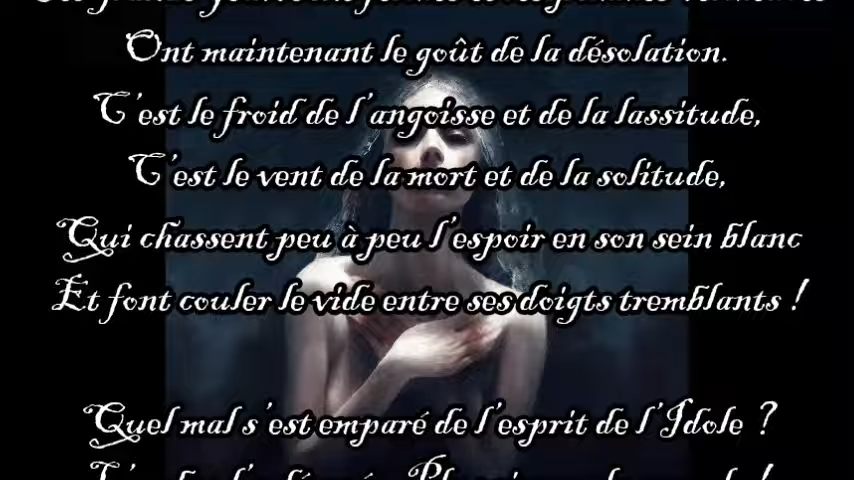 Ont maintenant le goût de la désolation.
C'est le froid de l'angoisse et de la lassitude,
C'est le vent de la mort et de la solitude,
Qui chassent peu à peu l'espoir en son sein blanc
Et font couler le vide entre ses doigts tremblants !
Quel mal s'est emparé de l'esprit de l'Idole ?